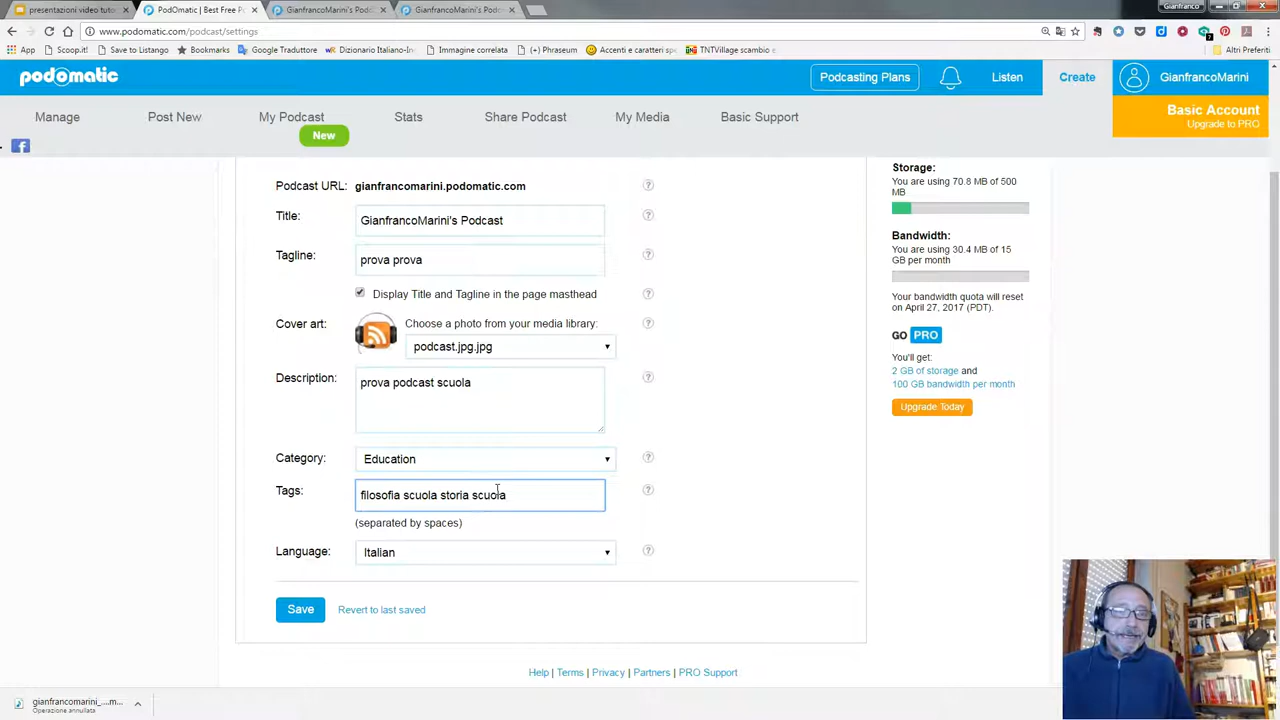 presentazioni video tuto
PodOmatic | Best Free P
GianfrancoMarini's Podc
GianfrancoMarini's Pod
Gianfranco
www.podomatic.com/podcast/settings
App
Scoop.it!
Save to Listango
Bookmarks
Google Traduttore
Dizionario Italiano-In
Immagine correlata
(+) Phraseum
Accenti e caratteri spe
TNTVillage scambio e
Altri Preferiti
podomatic
Podcasting Plans
Listen
Create
GianfrancoMarini
Manage
Post New
My Podcast
Stats
Share Podcast
My Media
Basic Support
New
Basic Account
Upgrade to PRO
Podcast URL: gianfrancomarini.podomatic.com
Title: GianfrancoMarini's Podcast
Tagline: prova prova
Display Title and Tagline in the page masthead
Cover art: Choose a photo from your media library:
podcast.jpg.jpg
Description: prova podcast scuola
Category: Education
Tags: filosofia scuola storia scuola
(separated by spaces)
Language: Italian
Save Revert to last saved
Storage:
You are using 70.8 MB of 500
MB
Bandwidth:
You are using 30.4 MB of 15
GB per month
Your bandwidth quota will reset
on April 27, 2017 (PDT).
GO PRO
You'll get:
2 GB of storage and
100 GB bandwidth per month
Upgrade Today
Help | Terms | Privacy | Partners | PRO Support
gianfrancomarini_....m...
Operazione annullata